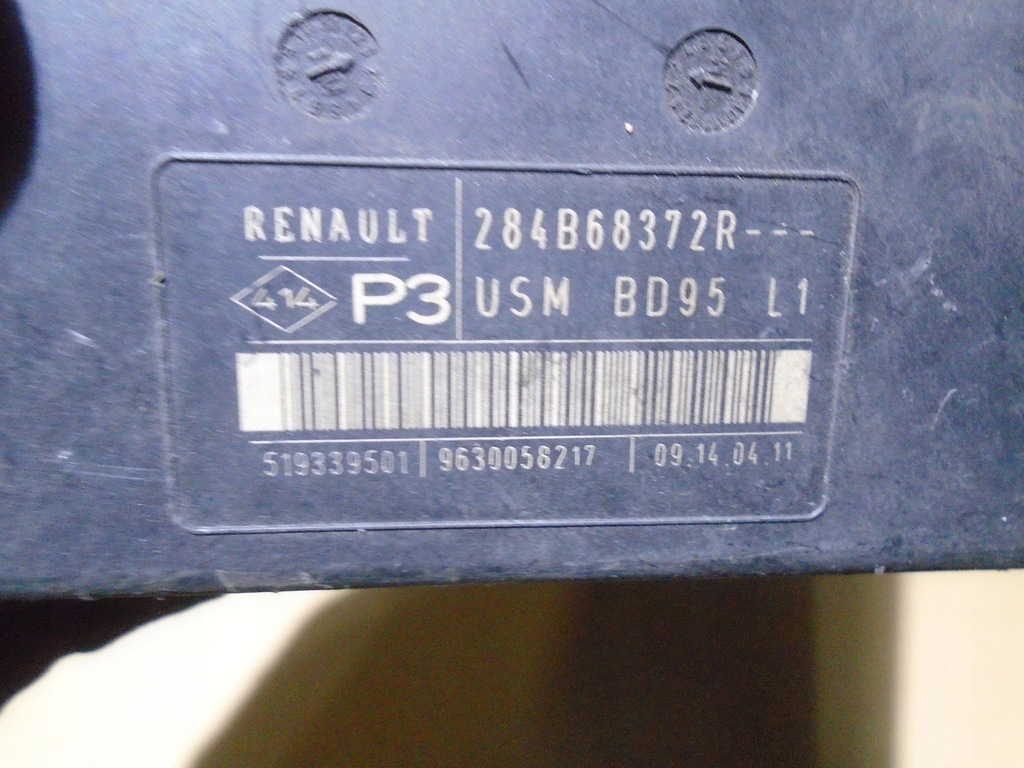 RENAULT
284B68372R---
414 P3
USM BD95 L1
519339501 | 9630058217 | 09.14.04.11